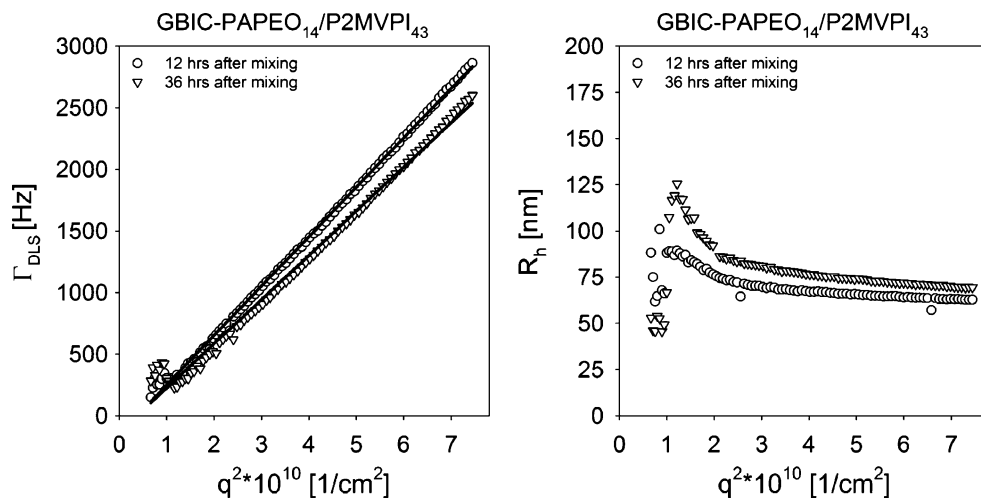 GBIC-PAPEO14/P2MVPI43
12 hrs after mixing
36 hrs after mixing
Γ DLS [Hz]
3000
2500
2000
1500
1000
500
0
0 1 2 3 4 5 6 7
q²*10¹⁰ [1/cm²]
GBIC-PAPEO14/P2MVPI43
12 hrs after mixing
36 hrs after mixing
Rh [nm]
200
175
150
125
100
75
50
25
0
0 1 2 3 4 5 6 7
q²*10¹⁰ [1/cm²]